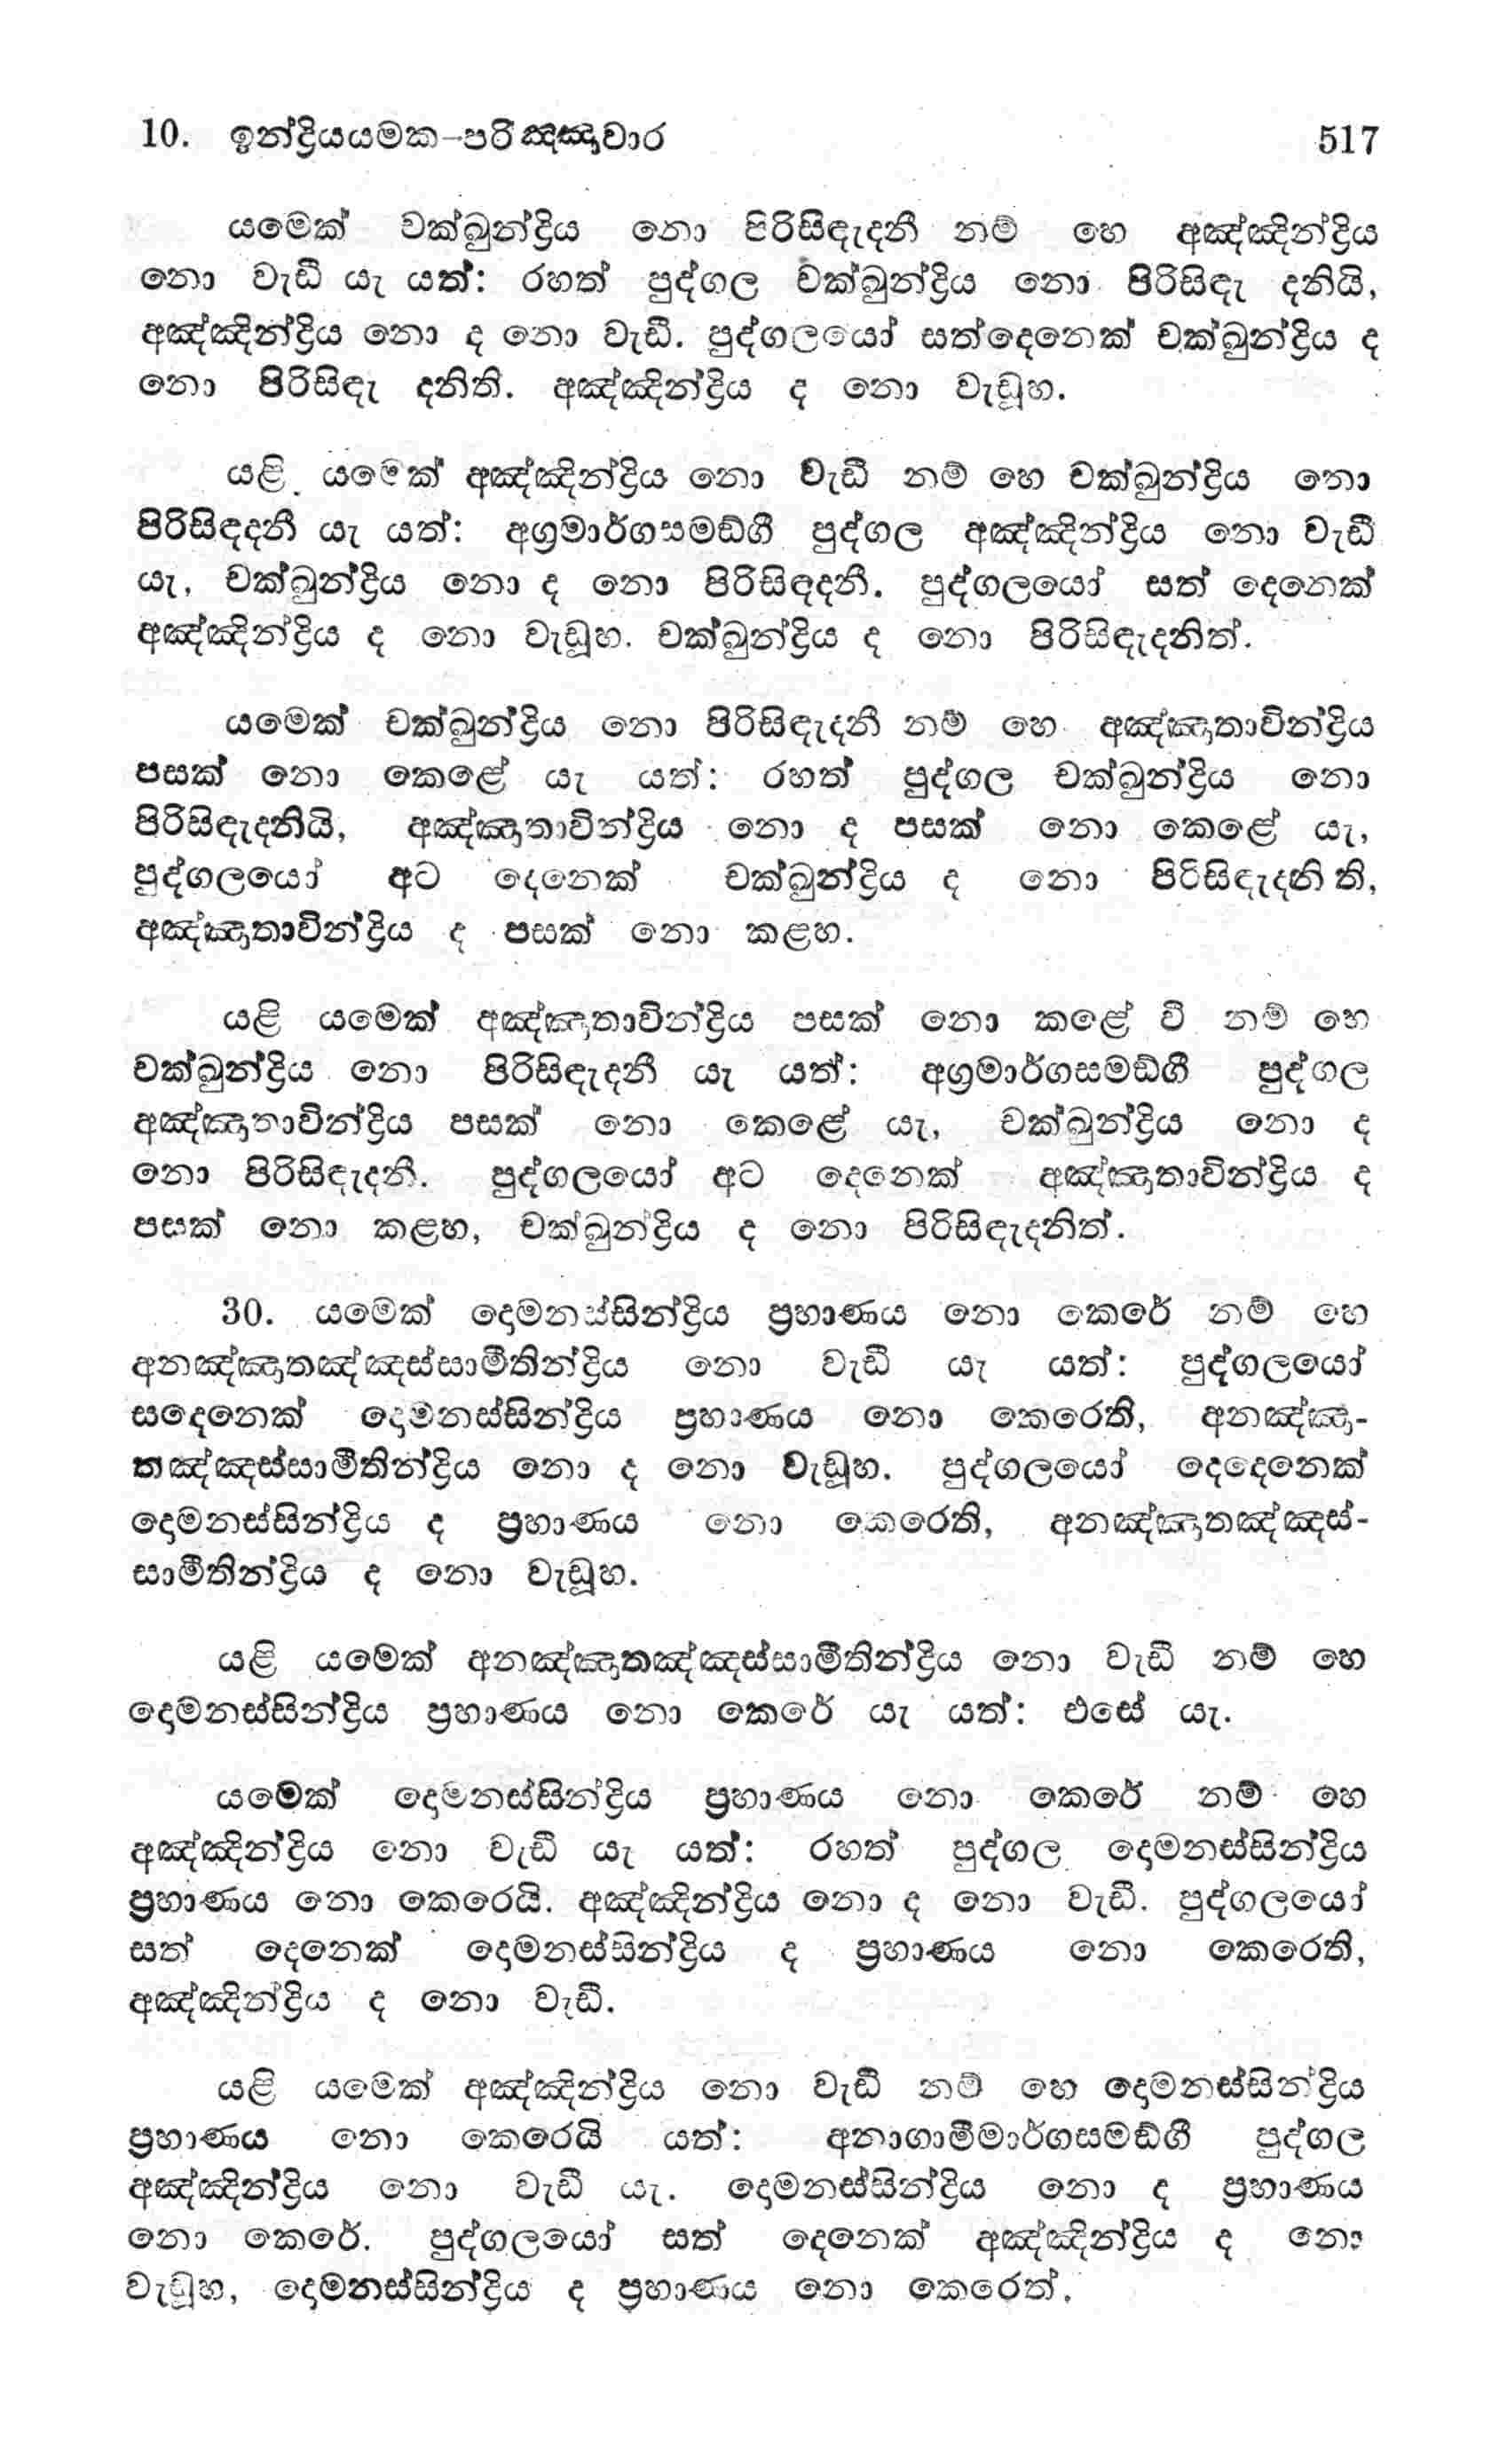 10. ඉන්ද්‍රියයමක-පරිඤ්ඤාවාර 517
යමෙක් චක්ඛුන්ද්‍රිය නො පිරිසිඳැදනී නම් හෙ අඤ්ඤින්ද්‍රිය
නො වැඩී යැ යත්: රහත් පුද්ගල චක්ඛුන්ද්‍රිය නො පිරිසිඳැ දනියි,
අඤ්ඤින්ද්‍රිය නො ද නො වැඩී. පුද්ගලයෝ සත්දෙනෙක් චක්ඛුන්ද්‍රිය ද
නො පිරිසිඳැ දනිති. අඤ්ඤින්ද්‍රිය ද නො වැඩූහ.
යළි යමෙක් අඤ්ඤින්ද්‍රිය නො වැඩී නම් හෙ චක්ඛුන්ද්‍රිය නො
පිරිසිඳදනී යැ යත්: අග්‍රමාර්ගසමඞ්ගී පුද්ගල අඤ්ඤින්ද්‍රිය නො වැඩී
යැ, චක්ඛුන්ද්‍රිය නො ද නො පිරිසිඳදනී. පුද්ගලයෝ සත් දෙනෙක්
අඤ්ඤින්ද්‍රිය ද නො වැඩූහ. චක්ඛුන්ද්‍රිය ද නො පිරිසිඳැදනිත්.
යමෙක් චක්ඛුන්ද්‍රිය නො පිරිසිඳැදනී නම් හෙ අඤ්ඤාතාවින්ද්‍රිය
පසක් නො කෙළේ යැ යත්: රහත් පුද්ගල චක්ඛුන්ද්‍රිය නො
පිරිසිඳැදනියි, අඤ්ඤාතාවින්ද්‍රිය නො ද පසක් නො කෙළේ යැ,
පුද්ගලයෝ අට දෙනෙක් චක්ඛුන්ද්‍රිය ද නො පිරිසිඳැදනි ති,
අඤ්ඤාතාවින්ද්‍රිය ද පසක් නො කළහ.
යළි යමෙක් අඤ්ඤාතාවින්ද්‍රිය පසක් නො කළේ වී නම් හෙ
චක්ඛුන්ද්‍රිය නො පිරිසිඳැදනී යැ යත්: අග්‍රමාර්ගසමඞ්ගී පුද්ගල
අඤ්ඤාතාවින්ද්‍රිය පසක් නො කෙළේ යැ, චක්ඛුන්ද්‍රිය නො ද
නො පිරිසිඳැදනී. පුද්ගලයෝ අට දෙනෙක් අඤ්ඤාතාවින්ද්‍රිය ද
පසක් නො කළහ, චක්ඛුන්ද්‍රිය ද නො පිරිසිඳැදනිත්.
30. යමෙක් දොමනස්සින්ද්‍රිය ප්‍රහාණය නො කෙරේ නම් හෙ
අනඤ්ඤාතඤ්ඤස්සාමීතින්ද්‍රිය නො වැඩී යැ යත්: පුද්ගලයෝ
සදෙනෙක් දොමනස්සින්ද්‍රිය ප්‍රහාණය නො කෙරෙති, අනඤ්ඤා-
තඤ්ඤස්සාමීතින්ද්‍රිය නො ද නො වැඩූහ. පුද්ගලයෝ දෙදෙනෙක්
දොමනස්සින්ද්‍රිය ද ප්‍රහාණය නො කෙරෙති, අනඤ්ඤාතඤ්ඤස්-
සාමීතින්ද්‍රිය ද නො වැඩූහ.
යළි යමෙක් අනඤ්ඤාතඤ්ඤස්සාමීතින්ද්‍රිය නො වැඩී නම් හෙ
දොමනස්සින්ද්‍රිය ප්‍රහාණය නො කෙරේ යැ යත්: එසේ යැ.
යමෙක් දොමනස්සින්ද්‍රිය ප්‍රහාණය නො කෙරේ නම් හෙ
අඤ්ඤින්ද්‍රිය නො වැඩී යැ යත්: රහත් පුද්ගල දොමනස්සින්ද්‍රිය
ප්‍රහාණය නො කෙරෙයි. අඤ්ඤින්ද්‍රිය නො ද නො වැඩී. පුද්ගලයෝ
සත් දෙනෙක් දොමනස්සින්ද්‍රිය ද ප්‍රහාණය නො කෙරෙති,
අඤ්ඤින්ද්‍රිය ද නො වැඩී.
යළි යමෙක් අඤ්ඤින්ද්‍රිය නො වැඩී නම් හෙ දොමනස්සින්ද්‍රිය
ප්‍රහාණය නො කෙරෙයි යත්: අනාගාමීමාර්ගසමඞ්ගී පුද්ගල
අඤ්ඤින්ද්‍රිය නො වැඩී යැ. දොමනස්සින්ද්‍රිය නො ද ප්‍රහාණය
නො කෙරේ. පුද්ගලයෝ සත් දෙනෙක් අඤ්ඤින්ද්‍රිය ද නො
වැඩූහ, දොමනස්සින්ද්‍රිය ද ප්‍රහාණය නො කෙරෙත්.